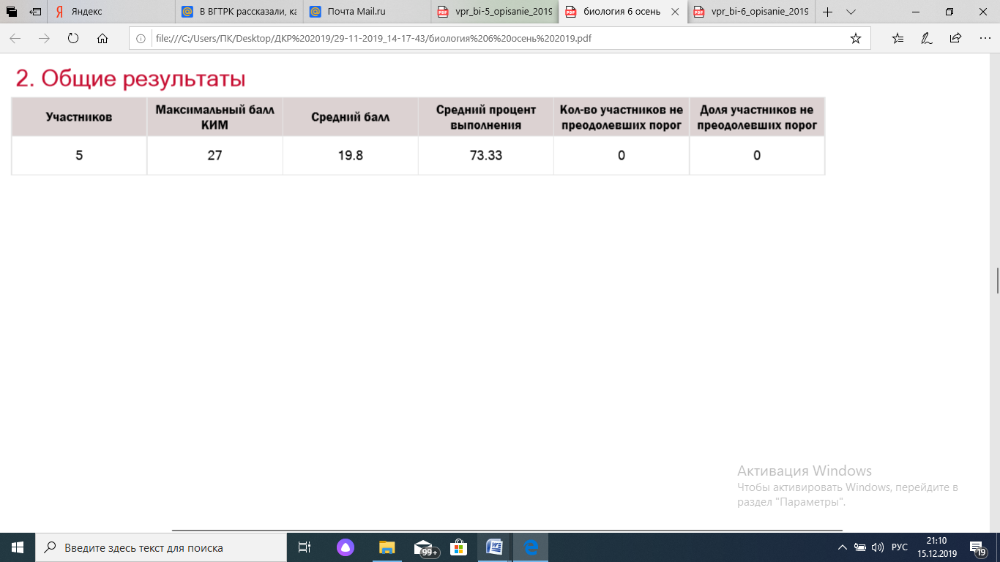 Яндекс
В ВГТРК рассказали, ка
Почта Mail.ru
vpr_bi-5_opisanie_2019
биология 6 осень
vpr_bi-6_opisanie_2019
file:///C:/Users/ПК/Desktop/ДКР%202019/29-11-2019_14-17-43/биология%206%20осень%202019.pdf
2. Общие результаты
Участников
Максимальный балл
КИМ
Средний балл
Средний процент
выполнения
Кол-во участников не
преодолевших порог
Доля участников не
преодолевших порог
5
27
19.8
73.33
0
0
Активация Windows
Чтобы активировать Windows, перейдите в
раздел "Параметры".
Введите здесь текст для поиска
99+
РУС
21:10
15.12.2019
19